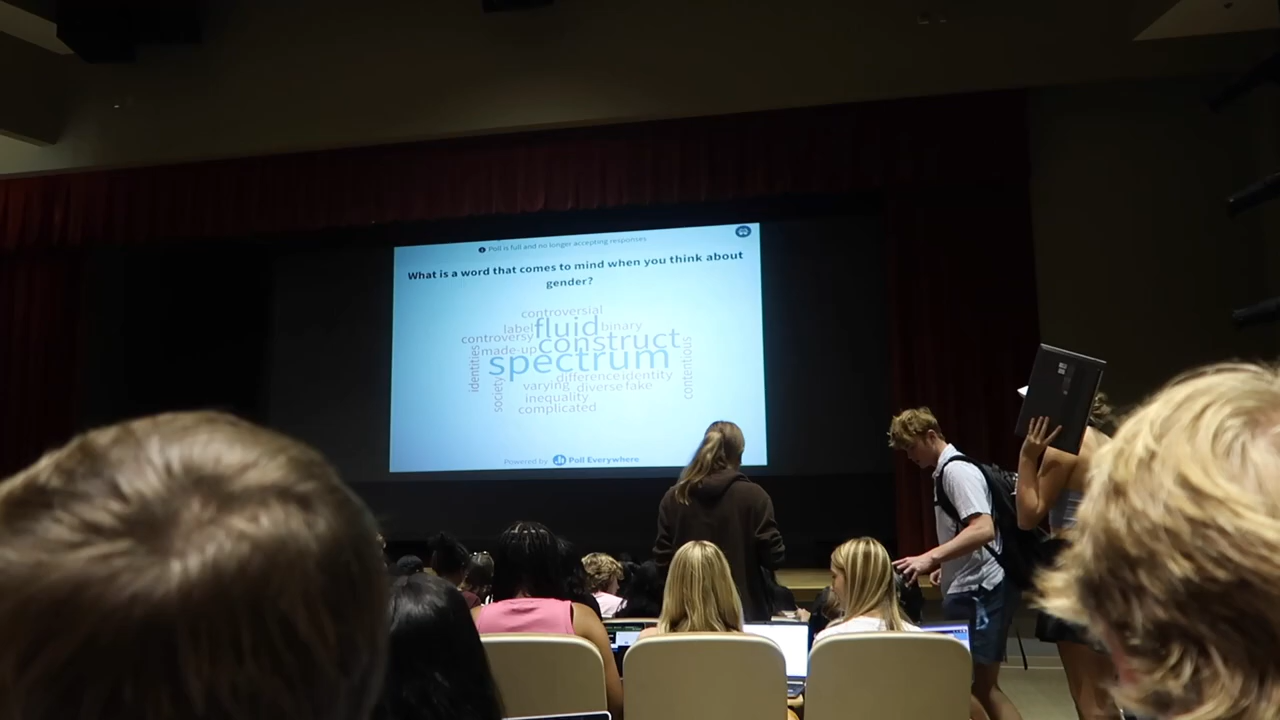 Poll is full and no longer accepting responses
What is a word that comes to mind when you think about
gender?
controversial
label fluid binary
controversy construct
made-up
spectrum
identities
society
contentious
difference identity
varying diverse fake
inequality
complicated
Powered by Poll Everywhere